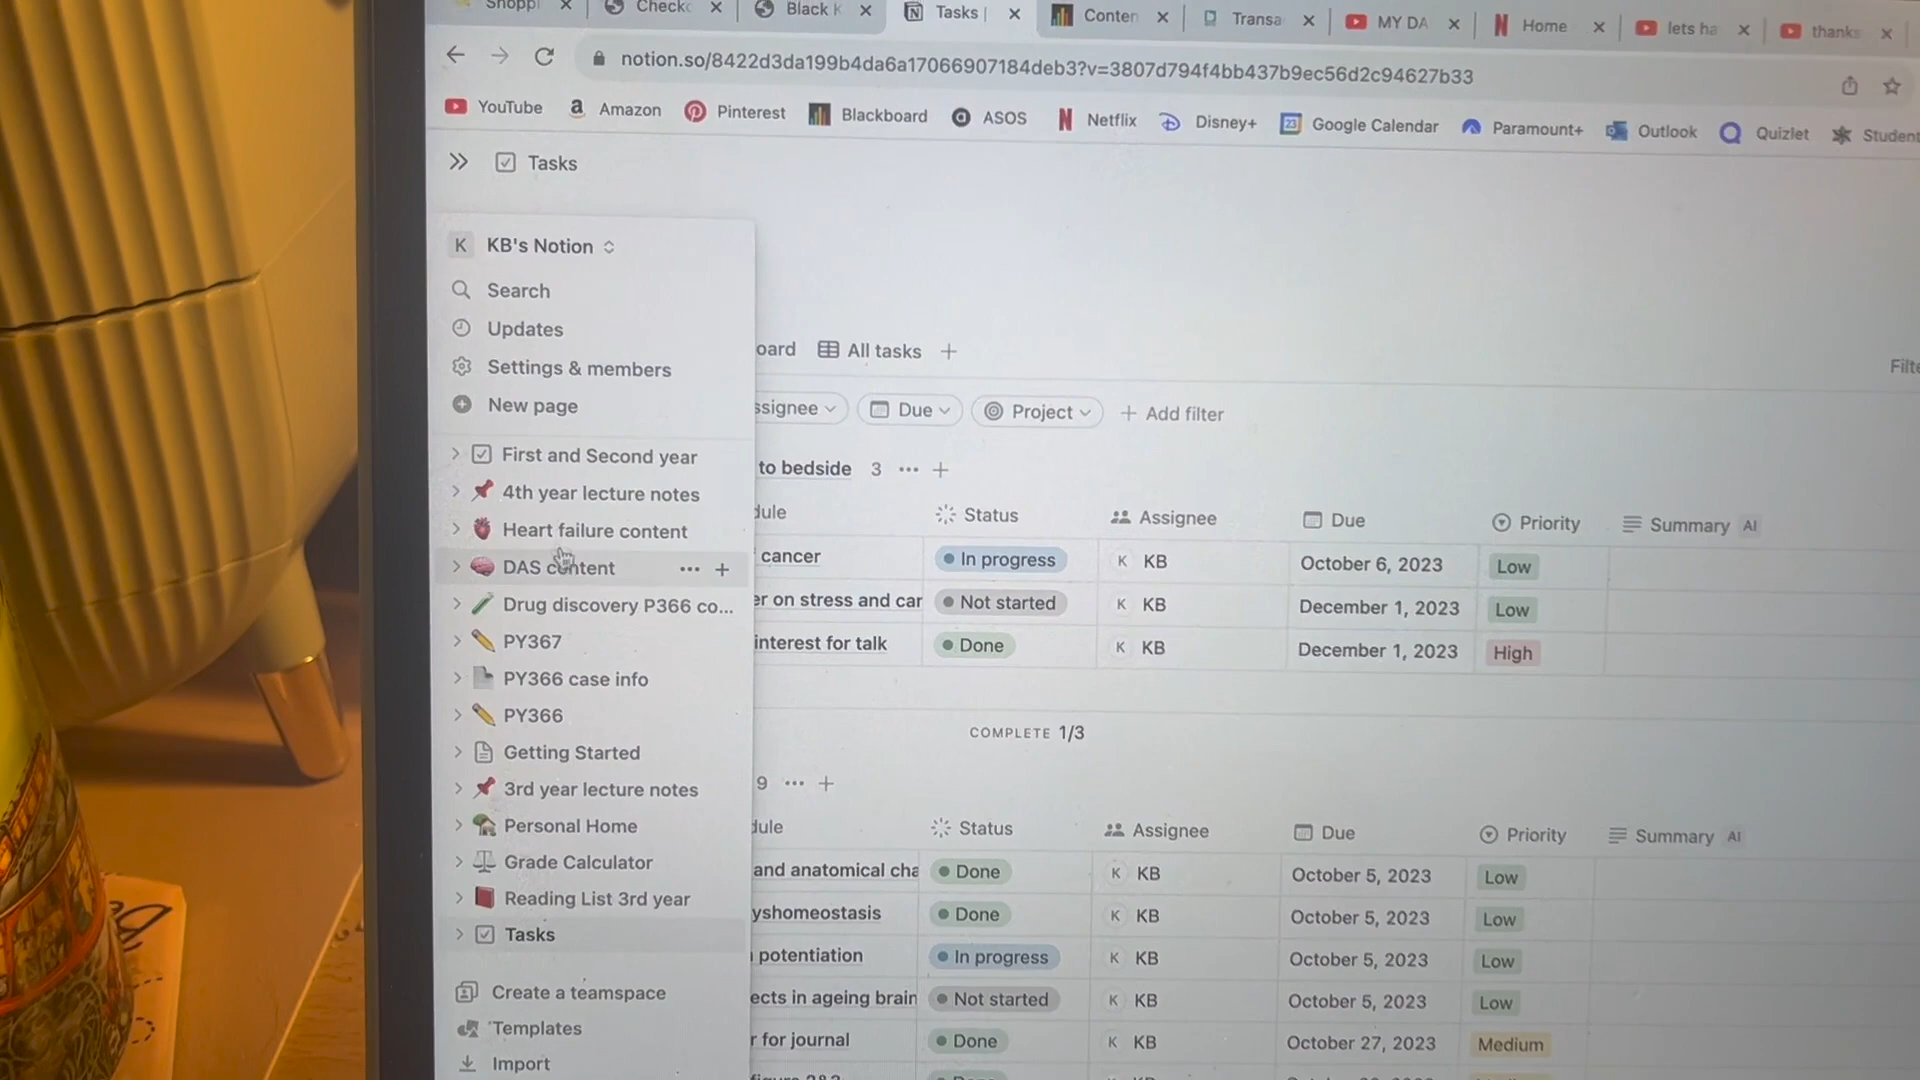 Shoppi
Checko
Black K
Tasks |
Conten
Transa
MY DA
Home
lets ha
thanks
notion.so/8422d3da199b4da6a17066907184deb3?v=3807d794f4bb437b9ec56d2c94627b33
YouTube
Amazon
Pinterest
Blackboard
ASOS
Netflix
Disney+
23
Google Calendar
Paramount+
Outlook
Quizlet
Student
Tasks
K KB's Notion
Search
Updates
Settings & members
New page
First and Second year
4th year lecture notes
Heart failure content
DAS content
Drug discovery P366 co...
PY367
PY366 case info
PY366
Getting Started
3rd year lecture notes
Personal Home
Grade Calculator
Reading List 3rd year
Tasks
Create a teamspace
Templates
Import
oard
All tasks
Filte
ssignee
Due
Project
Add filter
to bedside 3
dule Status Assignee Due Priority Summary AI
cancer In progress K KB October 6, 2023 Low
er on stress and car Not started K KB December 1, 2023 Low
interest for talk Done K KB December 1, 2023 High
COMPLETE 1/3
9
dule Status Assignee Due Priority Summary AI
and anatomical cha Done K KB October 5, 2023 Low
yshomeostasis Done K KB October 5, 2023 Low
potentiation In progress K KB October 5, 2023 Low
ects in ageing brain Not started K KB October 5, 2023 Low
r for journal Done K KB October 27, 2023 Medium